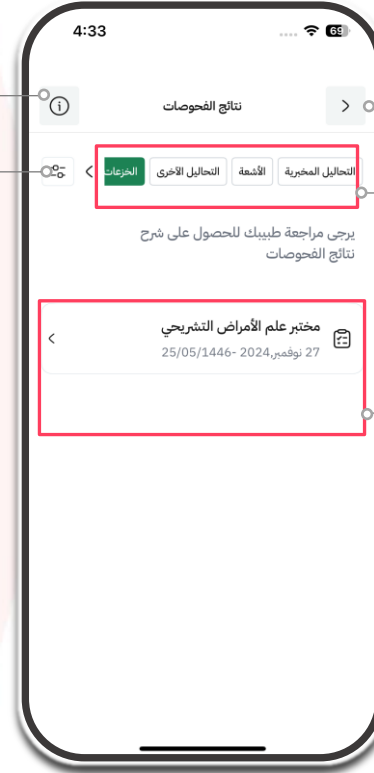 4:33
69
نتائج الفحوصات
التحاليل المخبرية
الأشعة
التحاليل الآخرى
الخزعات
يرجى مراجعة طبيبك للحصول على شرح
نتائج الفحوصات
مختبر علم الأمراض التشريحي
27 نوفمبر,2024 -25/05/1446